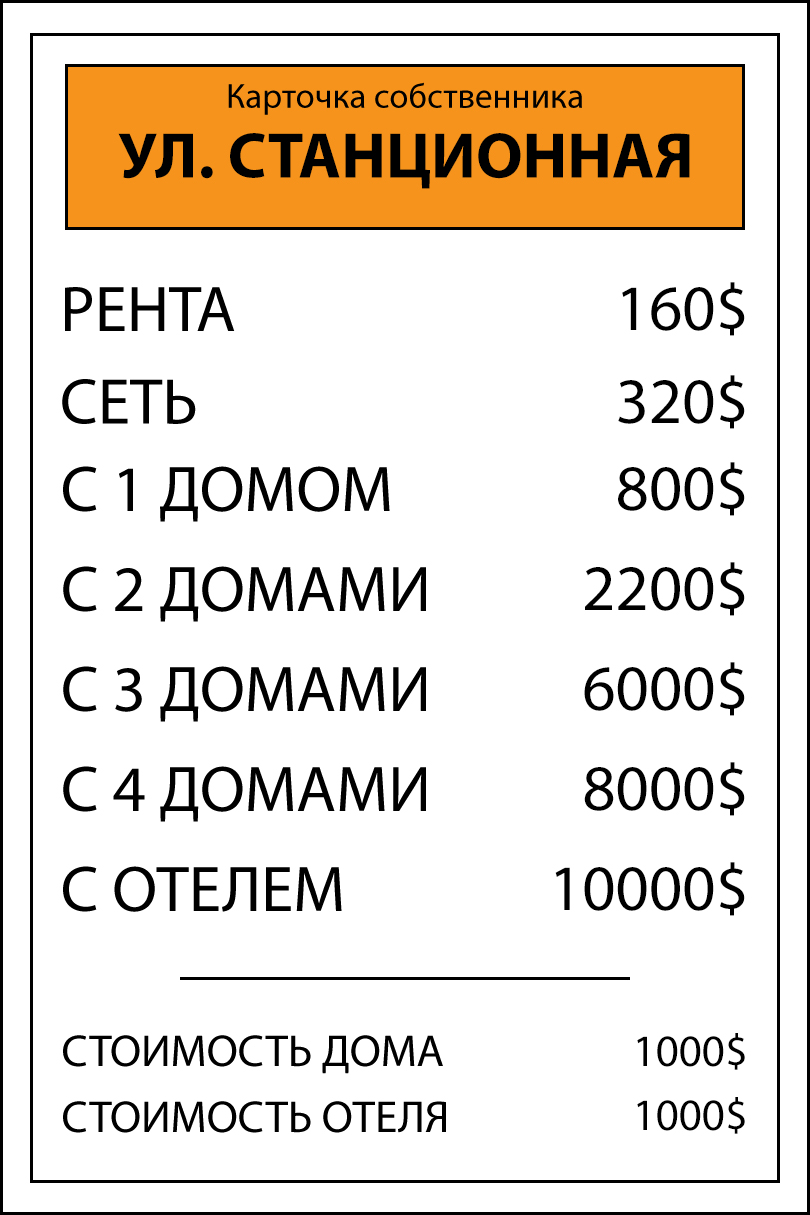 Карточка собственника
УЛ. СТАНЦИОННАЯ
РЕНТА 160$
СЕТЬ 320$
С 1 ДОМОМ 800$
С 2 ДОМАМИ 2200$
С 3 ДОМАМИ 6000$
С 4 ДОМАМИ 8000$
С ОТЕЛЕМ 10000$
СТОИМОСТЬ ДОМА 1000$
СТОИМОСТЬ ОТЕЛЯ 1000$